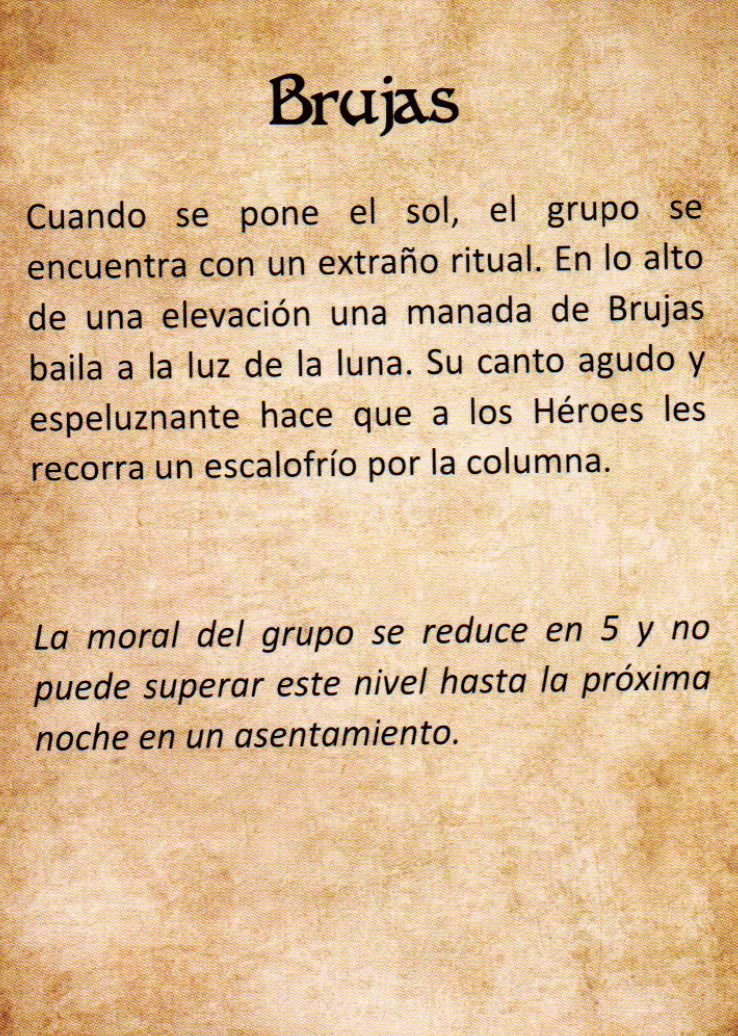 Brujas
Cuando se pone el sol, el grupo se
encuentra con un extraño ritual. En lo alto
de una elevación una manada de Brujas
baila a la luz de la luna. Su canto agudo y
espeluznante hace que a los Héroes les
recorra un escalofrío por la columna.
La moral del grupo se reduce en 5 y no
puede superar este nivel hasta la próxima
noche en un asentamiento.